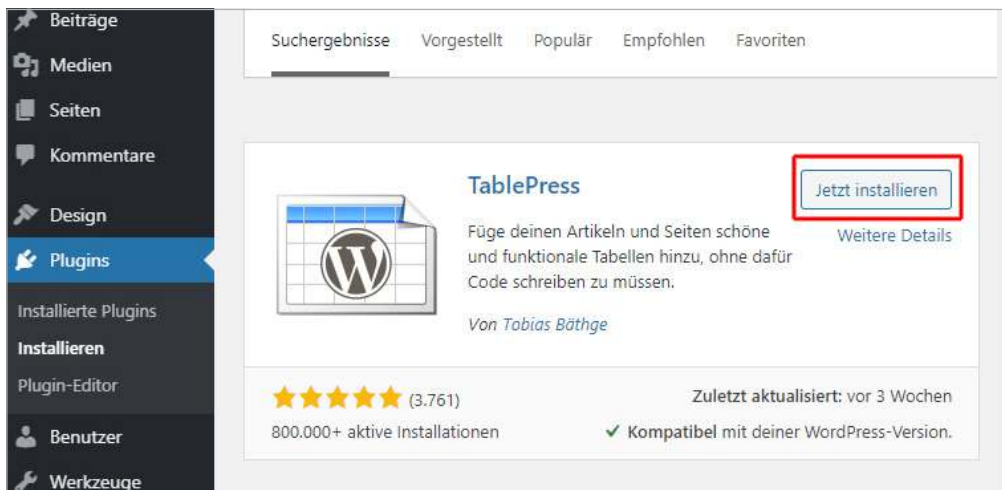 Beiträge
Medien
Seiten
Kommentare
Design
Plugins
Installierte Plugins
Installieren
Plugin-Editor
Benutzer
Werkzeuge
Suchergebnisse Vorgestellt Populär Empfohlen Favoriten
TablePress
Jetzt installieren
Weitere Details
Füge deinen Artikeln und Seiten schöne
und funktionale Tabellen hinzu, ohne dafür
Code schreiben zu müssen.
Von Tobias Bäthge
(3.761)
800.000+ aktive Installationen
Zuletzt aktualisiert: vor 3 Wochen
Kompatibel mit deiner WordPress-Version.